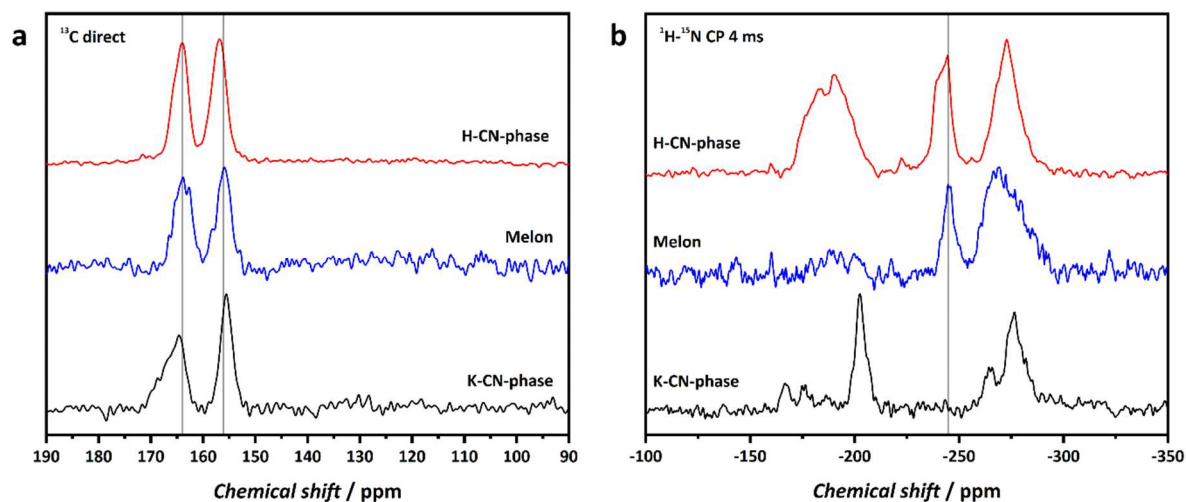 a
¹³C direct
H-CN-phase
Melon
K-CN-phase
190 180 170 160 150 140 130 120 110 100 90
Chemical shift / ppm
b
¹H-¹⁵N CP 4 ms
H-CN-phase
Melon
K-CN-phase
-100 -150 -200 -250 -300 -350
Chemical shift / ppm